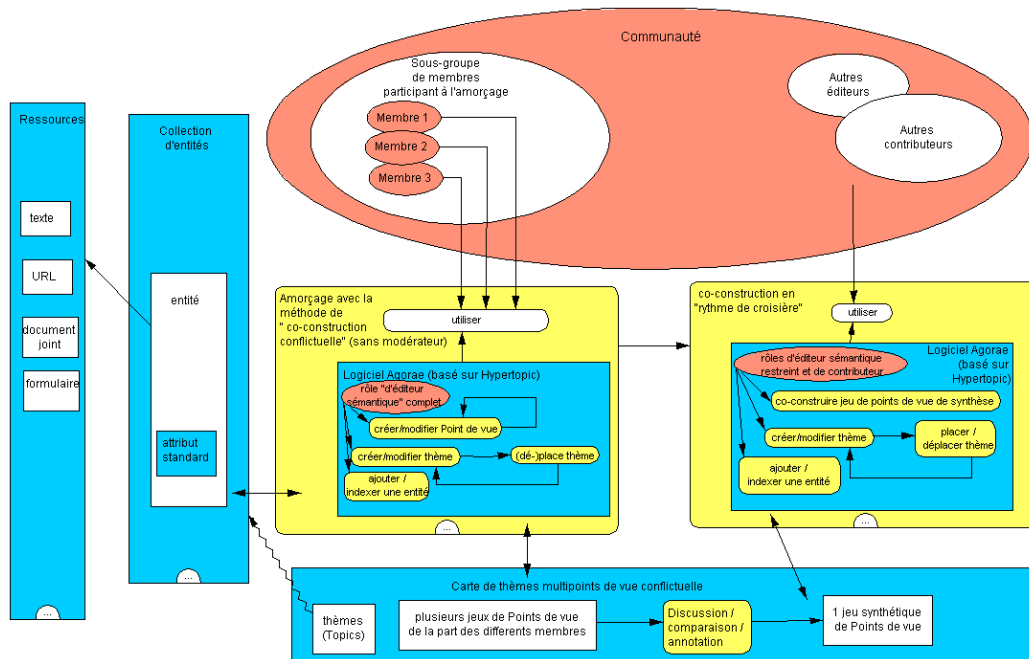 Communauté
Sous-groupe
de membres
participant à l'amorçage
Membre 1
Membre 2
Membre 3
Autres
éditeurs
Autres
contributeurs
Ressources
texte
URL
document
joint
formulaire
...
Collection
d'entités
entité
attribut
standard
...
Amorçage avec la
méthode de
" co-construction
conflictuelle" (sans modérateur)
utiliser
Logiciel Agorae (basé sur Hypertopic)
rôle "d'éditeur
sémantique" complet
créer/modifier Point de vue
créer/modifier thème
(dé-)place thème
ajouter /
indexer une entité
...
co-construction en
"rythme de croisière"
utiliser
Logiciel Agorae
(basé sur
Hypertopic)
rôles d'éditeur sémantique
restreint et de contributeur
co-construire jeu de points de vue de synthèse
créer/modifier thème
placer /
déplacer thème
ajouter /
indexer une entité
...
Carte de thèmes multipoints de vue conflictuelle
thèmes
(Topics)
plusieurs jeux de Points de vue
de la part des differents membres
Discussion /
comparaison /
annotation
1 jeu synthétique
de Points de vue